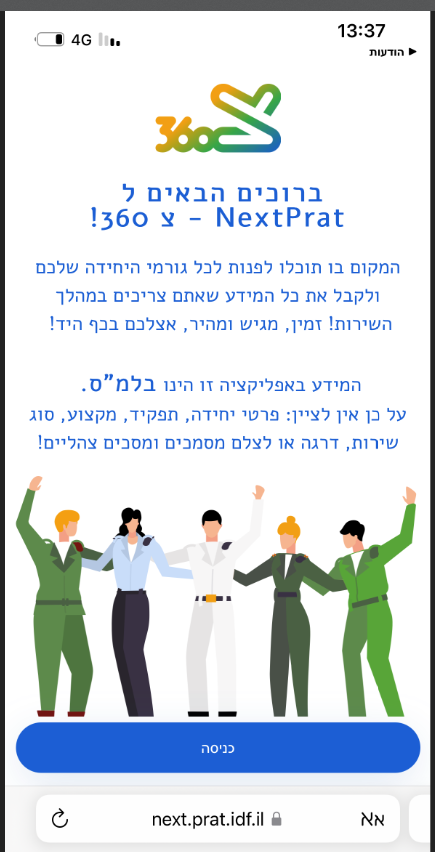 13:37
4G
◀ הודעות
360
ברוכים הבאים ל
NextPrat - צ 360!
המקום בו תוכלו לפנות לכל גורמי היחידה שלכם
ולקבל את כל המידע שאתם צריכים במהלך
השירות! זמין, מגיש ומהיר, אצלכם בכף היד!
המידע באפליקציה זו הינו בלמ"ס.
על כן אין לציין: פרטי יחידה, תפקיד, מקצוע, סוג
שירות, דרגה או לצלם מסמכים ומסכים צהליים!
כניסה
אא next.prat.idf.il